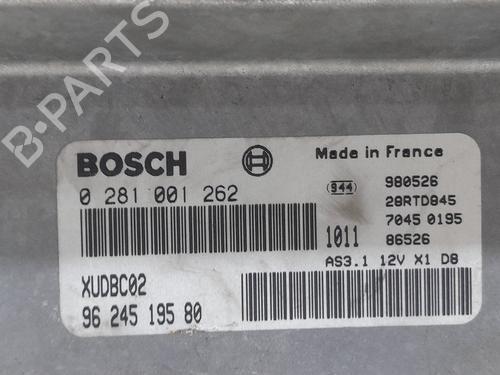 B-PARTS
BOSCH
Made in France
0 281 001 262
944 980526
28RTD845
7045 0195
1011 86526
AS3.1 12V X1 D8
XUDBC02
96 245 195 80